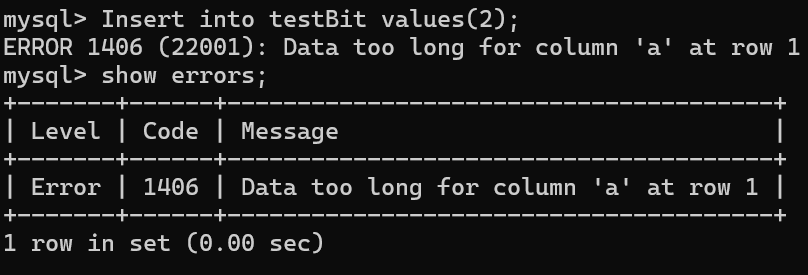 mysql> Insert into testBit values(2);
ERROR 1406 (22001): Data too long for column 'a' at row 1
mysql> show errors;
+-------+------+---------------------------------------+
| Level | Code | Message                               |
+-------+------+---------------------------------------+
| Error | 1406 | Data too long for column 'a' at row 1 |
+-------+------+---------------------------------------+
1 row in set (0.00 sec)